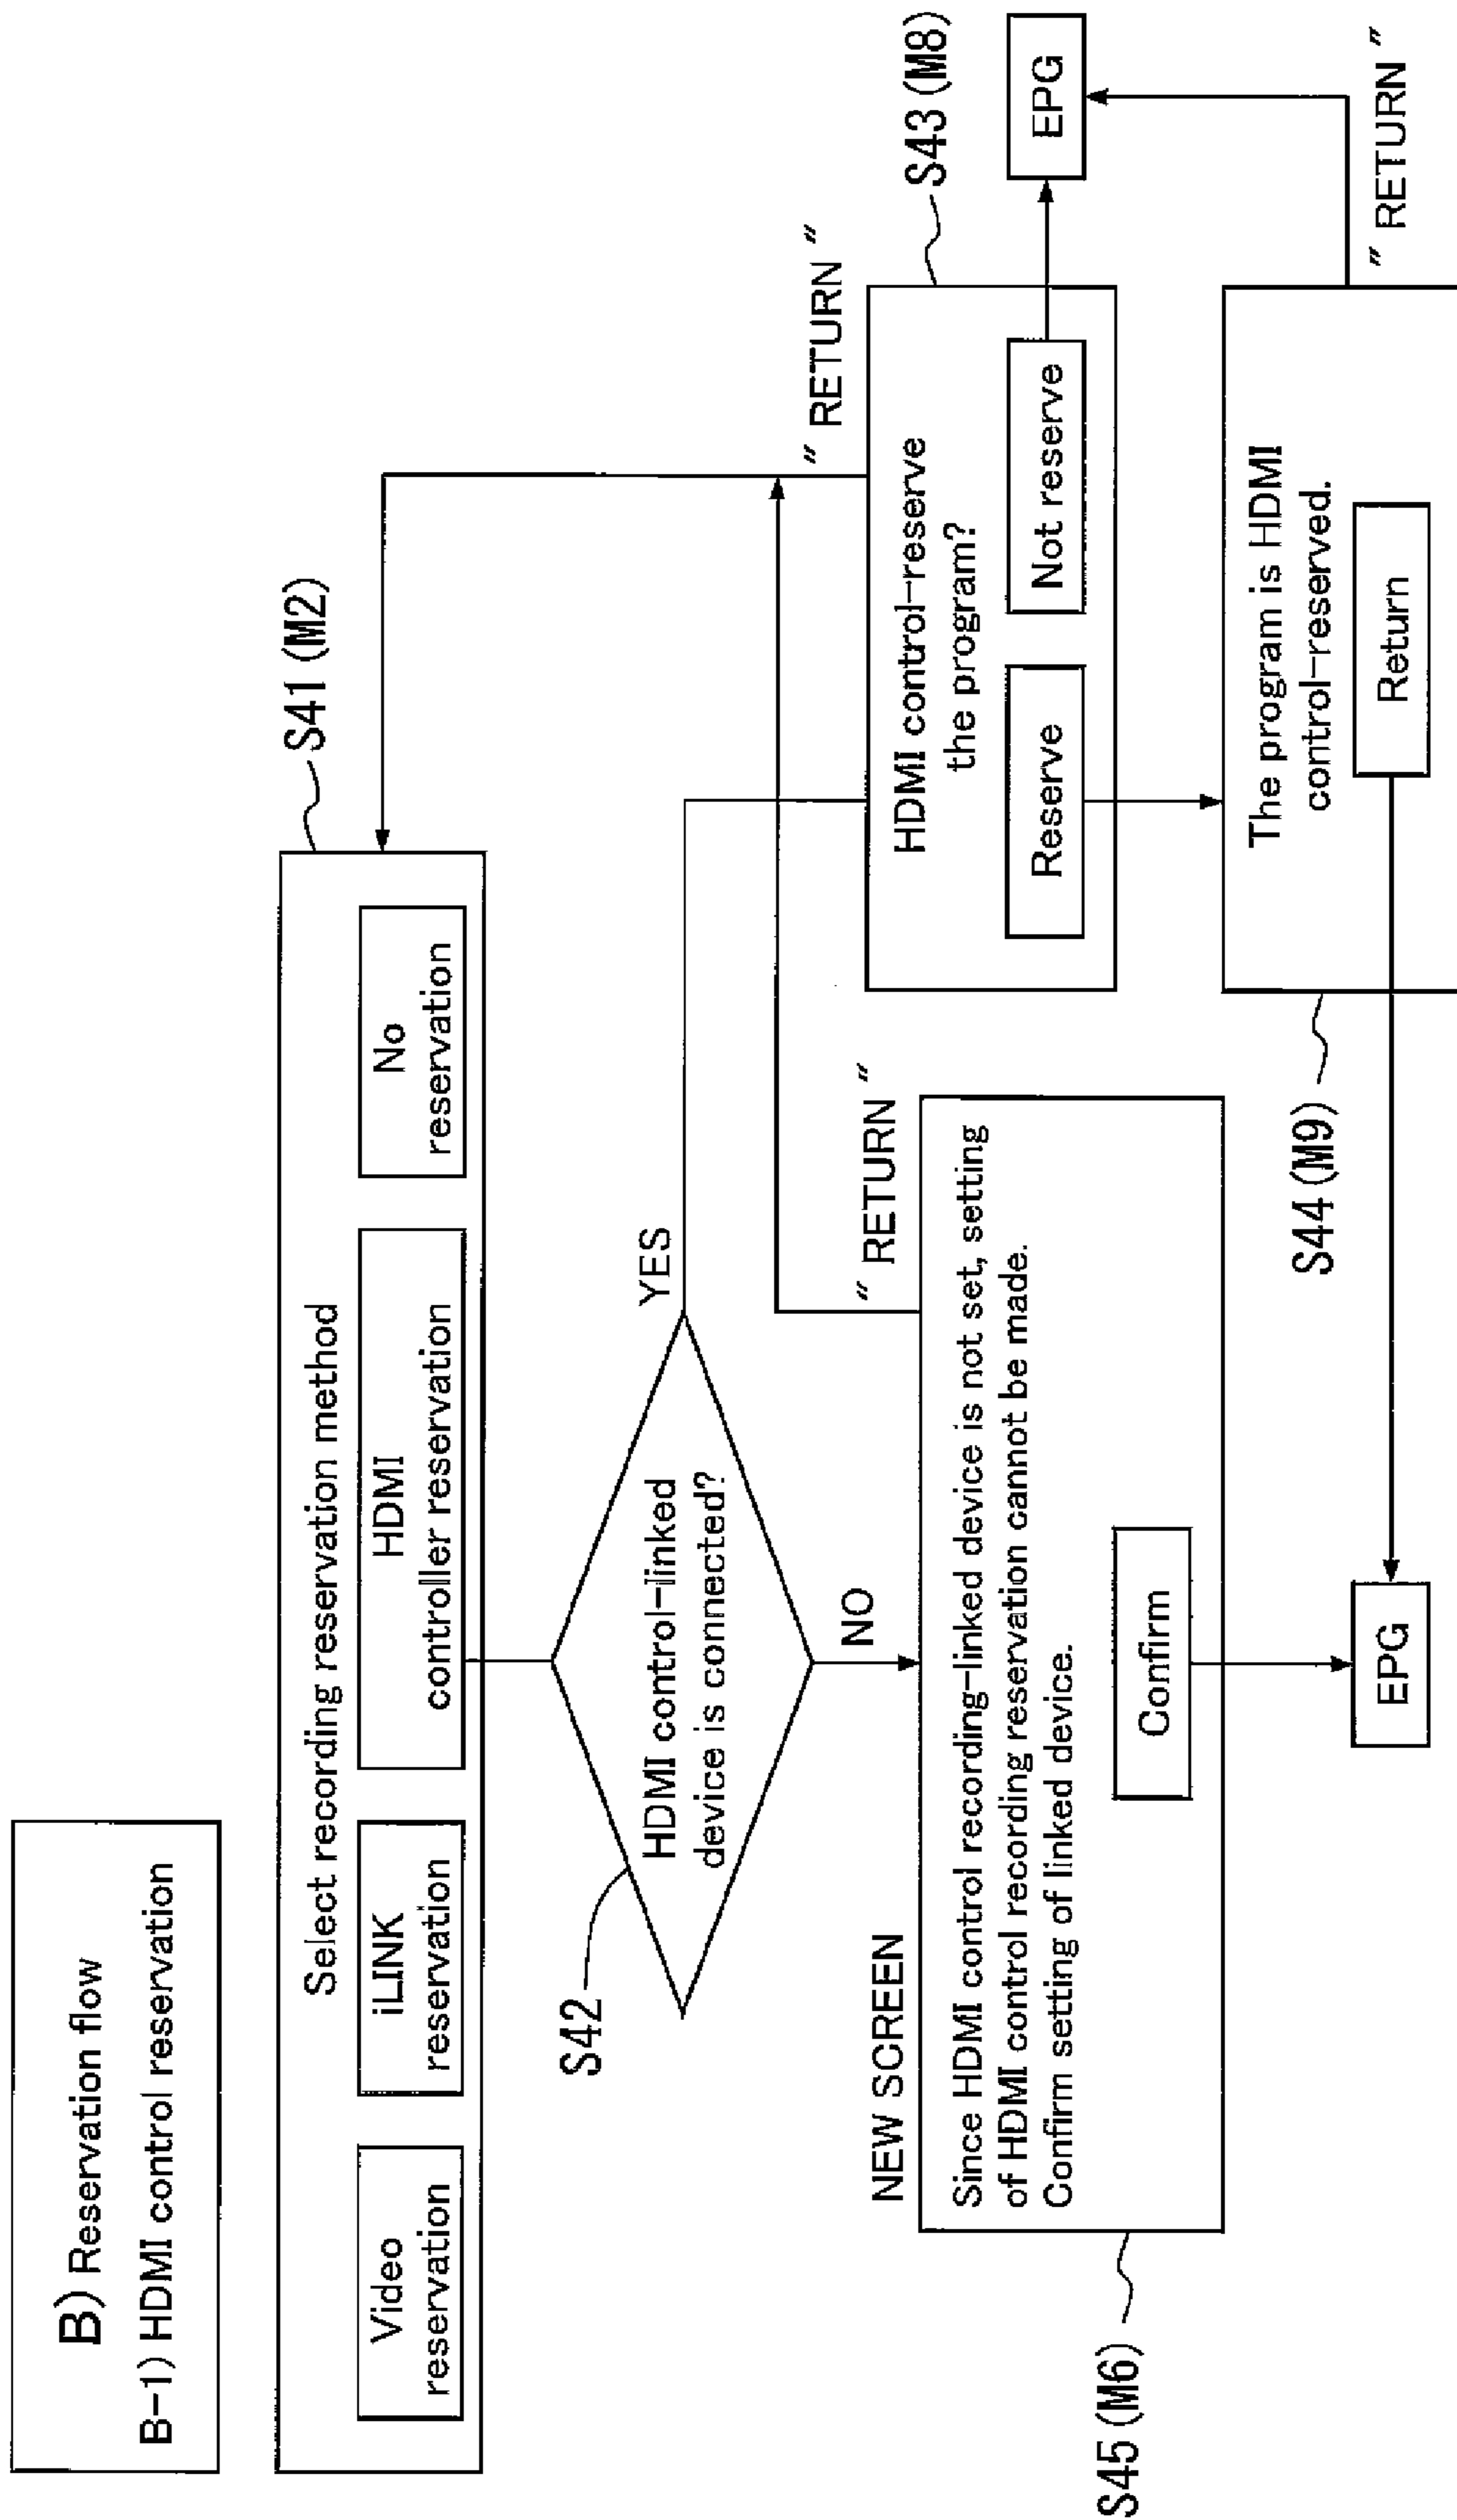 B) Reservation flow
B-1) HDMI control reservation
S41 (M2)
Select recording reservation method
Video
reservation
iLINK
reservation
HDMI
controller reservation
No
reservation
S42
HDMI control-linked
device is connected?
YES
NO
"RETURN"
S43 (M8)
HDMI control-reserve
the program?
Reserve
Not reserve
EPG
NEW SCREEN
"RETURN"
Since HDMI control recording-linked device is not set, setting
of HDMI control recording reservation cannot be made.
Confirm setting of linked device.
Confirm
S45 (M6)
EPG
S44 (M9)
The program is HDMI
control-reserved.
Return
"RETURN"